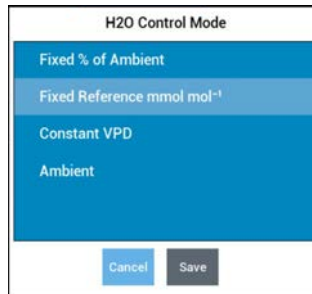 H2O Control Mode
Fixed % of Ambient
Fixed Reference mmol mol⁻¹
Constant VPD
Ambient
Cancel Save